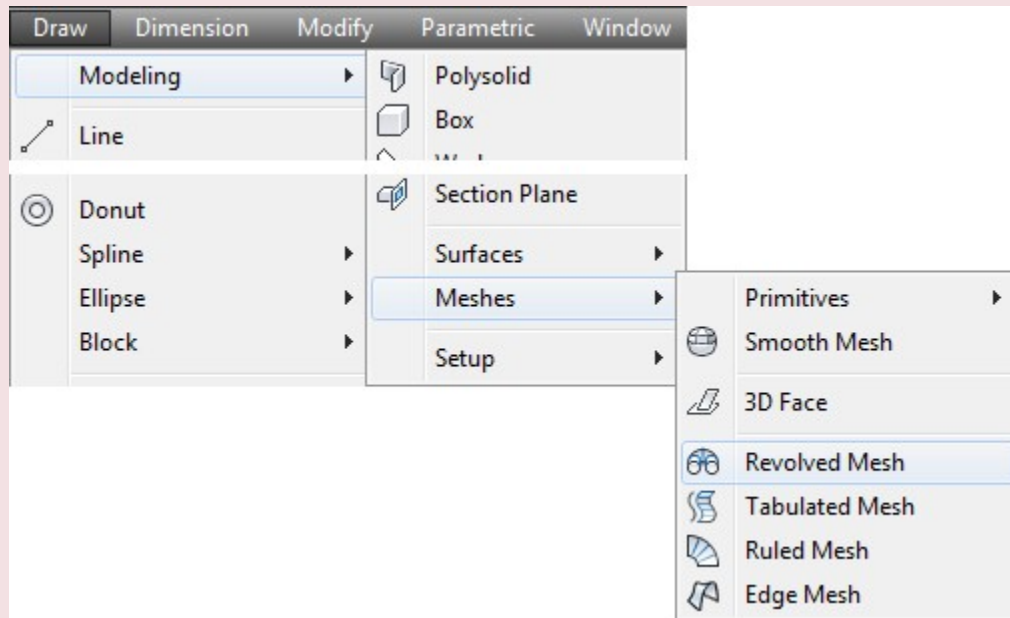 Draw Dimension Modify Parametric Window
Modeling
Line
Donut
Spline
Ellipse
Block
Polysolid
Box
Section Plane
Surfaces
Meshes
Setup
Primitives
Smooth Mesh
3D Face
Revolved Mesh
Tabulated Mesh
Ruled Mesh
Edge Mesh